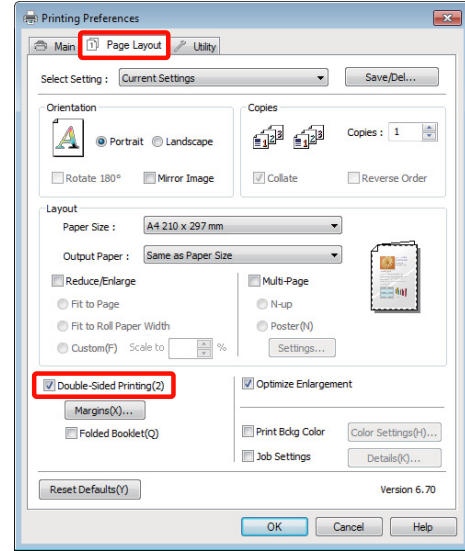 Printing Preferences
Main Page Layout Utility
Select Setting : Current Settings Save/Del...
Orientation
Portrait Landscape
Rotate 180° Mirror Image
Copies
Copies : 1
Collate Reverse Order
Layout
Paper Size : A4 210 x 297 mm
Output Paper : Same as Paper Size
Reduce/Enlarge
Fit to Page
Fit to Roll Paper Width
Custom(F) Scale to %
Multi-Page
N-up
Poster(N)
Settings...
Double-Sided Printing(2)
Margins(X)...
Folded Booklet(Q)
Optimize Enlargement
Print Bckg Color Color Settings(H)...
Job Settings Details(K)...
Reset Defaults(Y) Version 6.70
OK Cancel Help